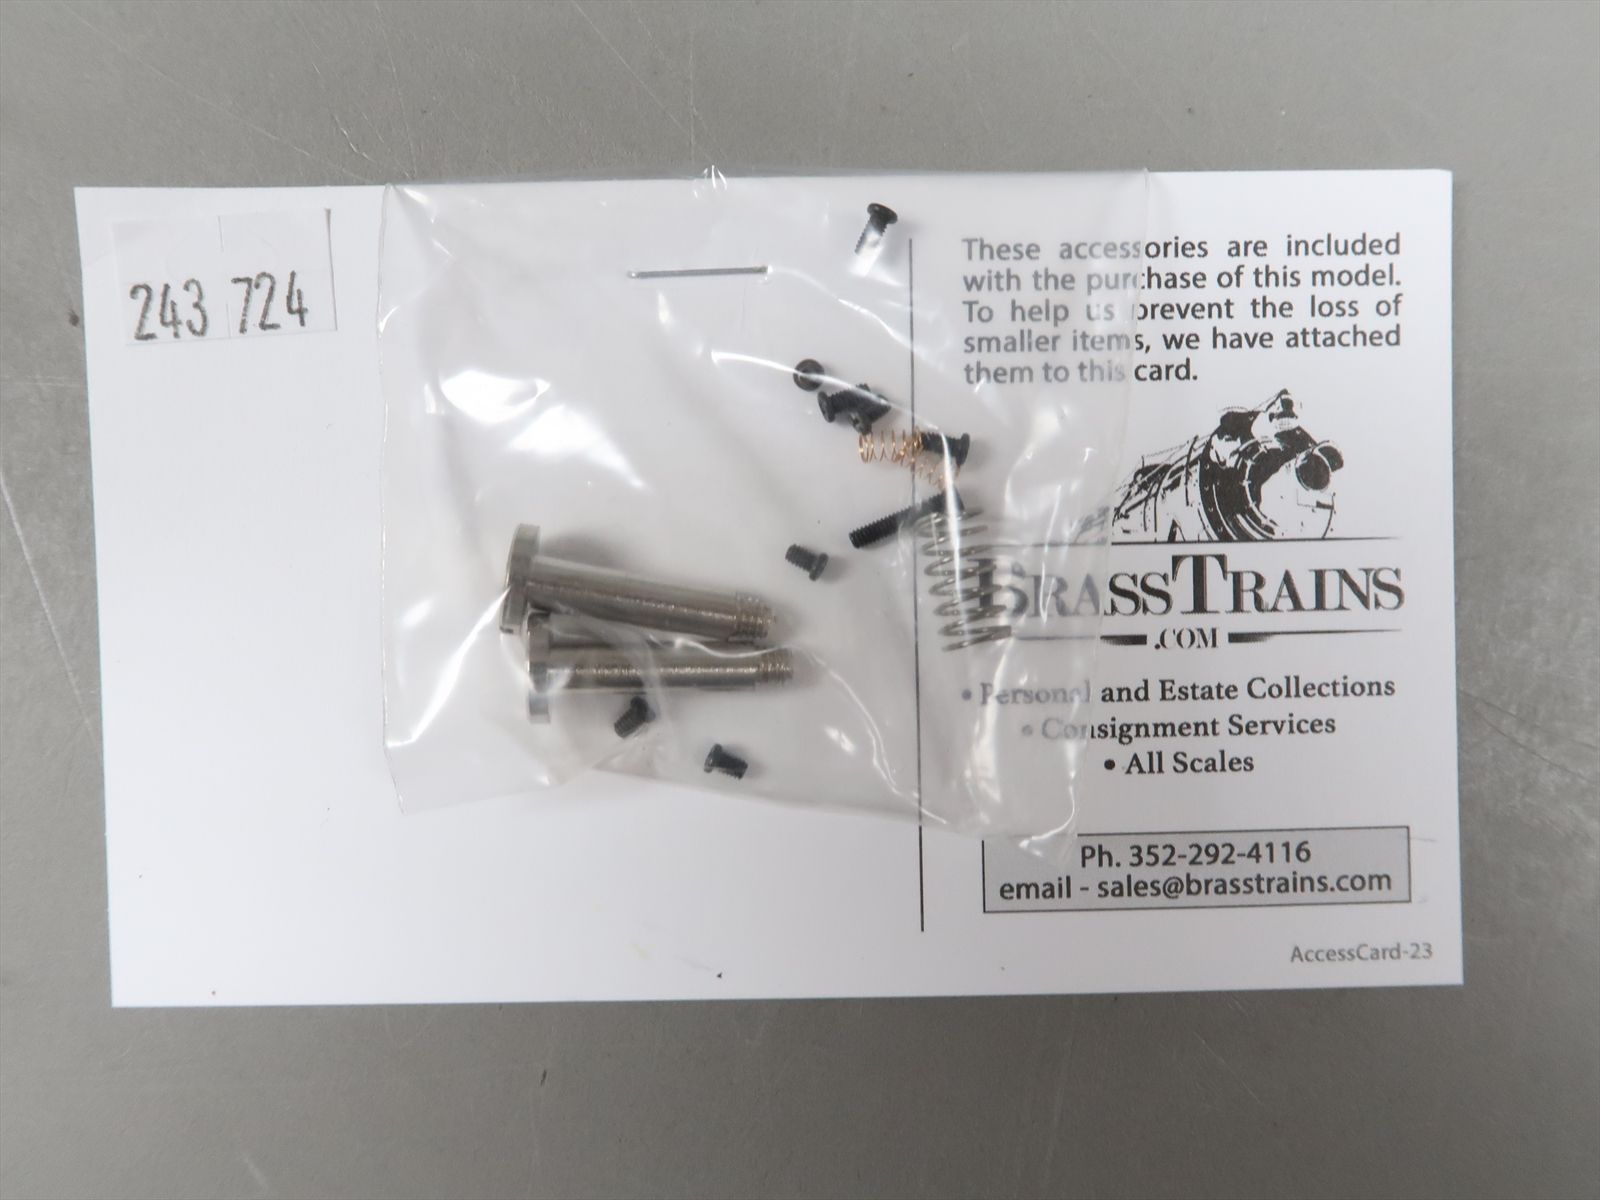 243 724
These accessories are included
with the purchase of this model.
To help us prevent the loss of
smaller items, we have attached
them to this card.
BRASSTRAINS
.COM
• Personal and Estate Collections
• Consignment Services
• All Scales
Ph. 352-292-4116
email - sales@brasstrains.com
AccessCard-23